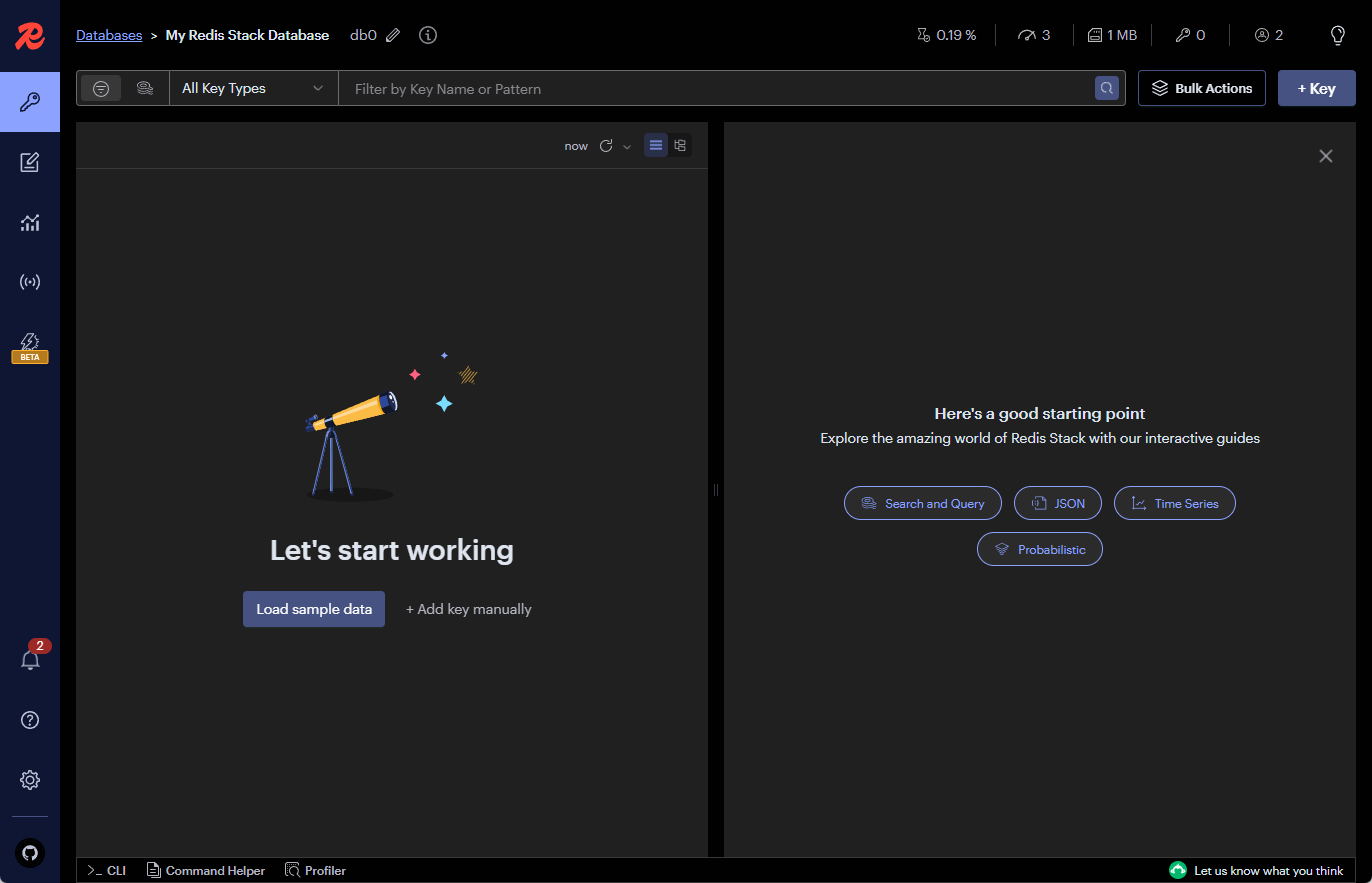 Databases > My Redis Stack Database db0 0.19 % 3 1 MB 0 2
All Key Types Filter by Key Name or Pattern Bulk Actions + Key
now
BETA
Here's a good starting point
Explore the amazing world of Redis Stack with our interactive guides
Search and Query JSON Time Series
Probabilistic
Let's start working
Load sample data + Add key manually
2
>_ CLI Command Helper Profiler Let us know what you think